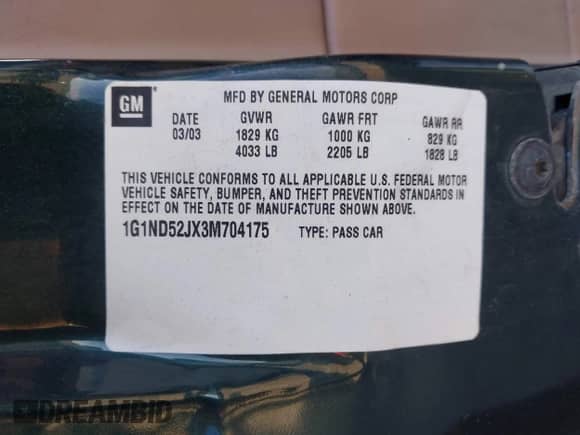 GM
MFD BY GENERAL MOTORS CORP
DATE GVWR GAWR FRT GAWR RR
03/03 1829 KG 1000 KG 829 KG
4033 LB 2205 LB 1828 LB
THIS VEHICLE CONFORMS TO ALL APPLICABLE U.S. FEDERAL MOTOR
VEHICLE SAFETY, BUMPER, AND THEFT PREVENTION STANDARDS IN
EFFECT ON THE DATE OF MANUFACTURE SHOWN ABOVE.
1G1ND52JX3M704175 TYPE: PASS CAR
DREAMBID